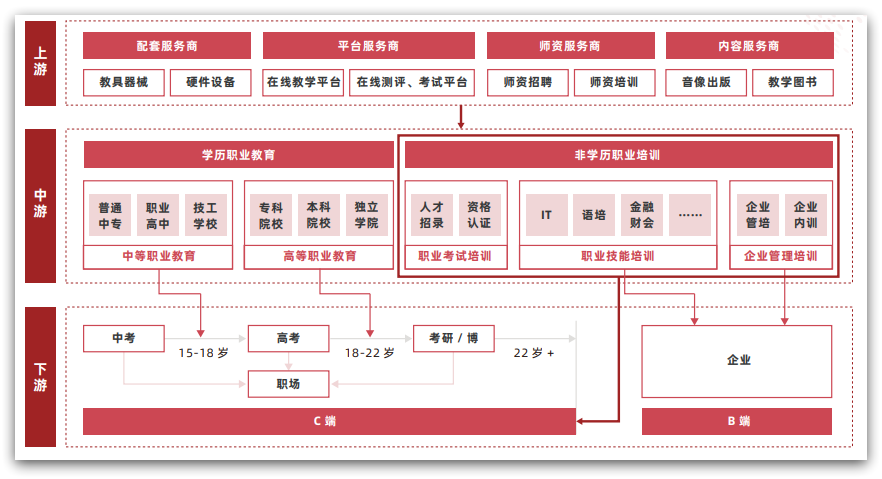 上游
配套服务商
平台服务商
师资服务商
内容服务商
教具器械
硬件设备
在线教学平台
在线测评、考试平台
师资招聘
师资培训
音像出版
教学图书
中游
学历职业教育
非学历职业培训
普通
中专
职业
高中
技工
学校
专科
院校
本科
院校
独立
学院
人才
招录
资格
认证
IT
语培
金融
财会
……
企业
管培
企业
内训
中等职业教育
高等职业教育
职业考试培训
职业技能培训
企业管理培训
下游
中考
高考
考研 / 博
15-18 岁
18-22 岁
22 岁 +
职场
企业
C 端
B 端